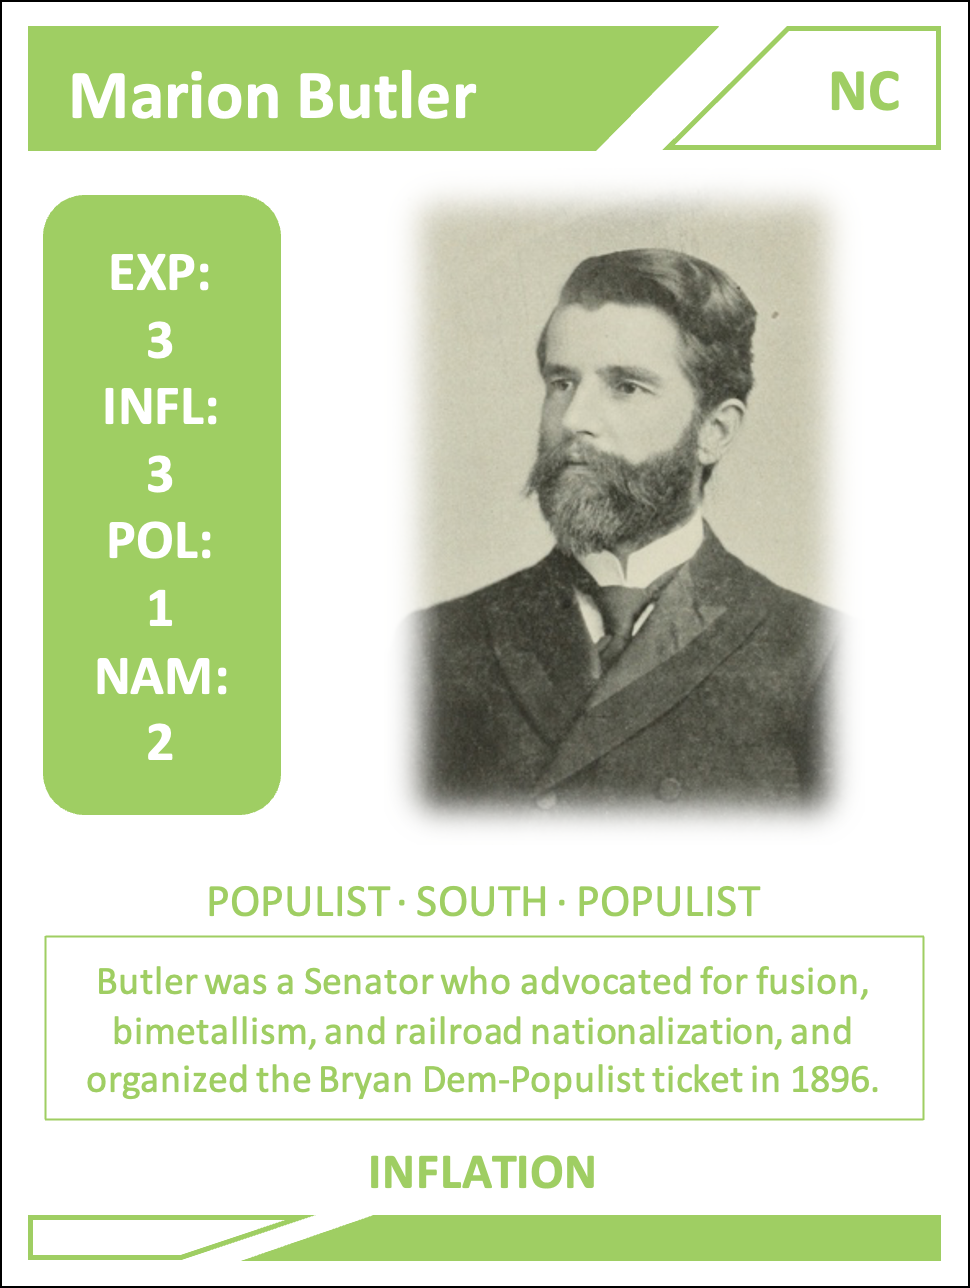 Marion Butler
NC
EXP:
3
INFL:
3
POL:
1
NAM:
2
POPULIST · SOUTH · POPULIST
Butler was a Senator who advocated for fusion,
bimetallism, and railroad nationalization, and
organized the Bryan Dem-Populist ticket in 1896.
INFLATION